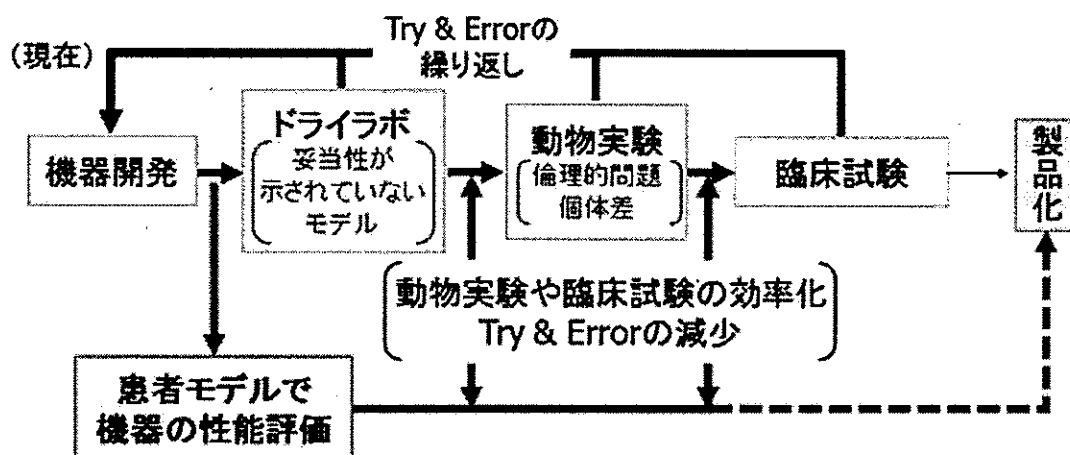 Try & Errorの
繰り返し
(現在)
機器開発
ドライラボ
妥当性が
示されていない
モデル
動物実験
倫理的問題
個体差
臨床試験
製品化
動物実験や臨床試験の効率化
Try & Errorの減少
患者モデルで
機器の性能評価